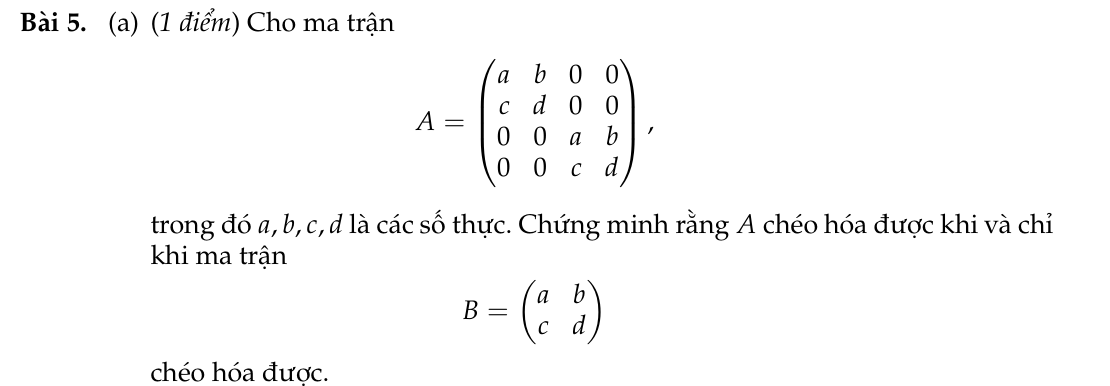 Bài 5. (a) (1 điểm) Cho ma trận
A = \begin{pmatrix} a & b & 0 & 0 \\ c & d & 0 & 0 \\ 0 & 0 & a & b \\ 0 & 0 & c & d \end{pmatrix},
trong đó a, b, c, d là các số thực. Chứng minh rằng A chéo hóa được khi và chỉ
khi ma trận
B = \begin{pmatrix} a & b \\ c & d \end{pmatrix}
chéo hóa được.